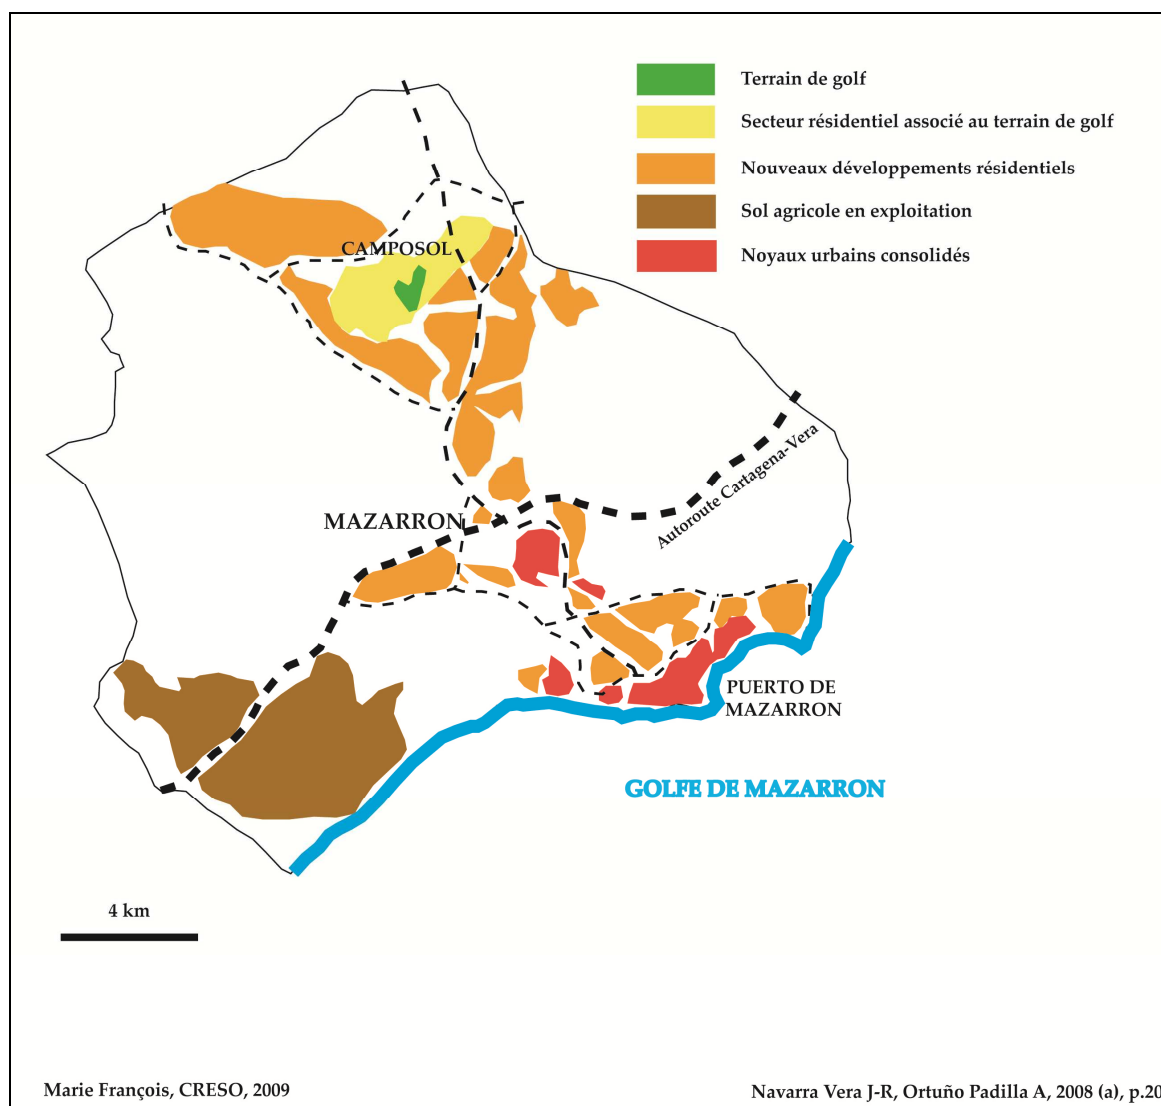 Terrain de golf
Secteur résidentiel associé au terrain de golf
Nouveaux développements résidentiels
Sol agricole en exploitation
Noyaux urbains consolidés
CAMPOSOL
Autoroute Cartagena-Vera
MAZARRON
PUERTO DE
MAZARRON
GOLFE DE MAZARRON
4 km
Marie François, CRESO, 2009
Navarra Vera J-R, Ortuño Padilla A, 2008 (a), p.20